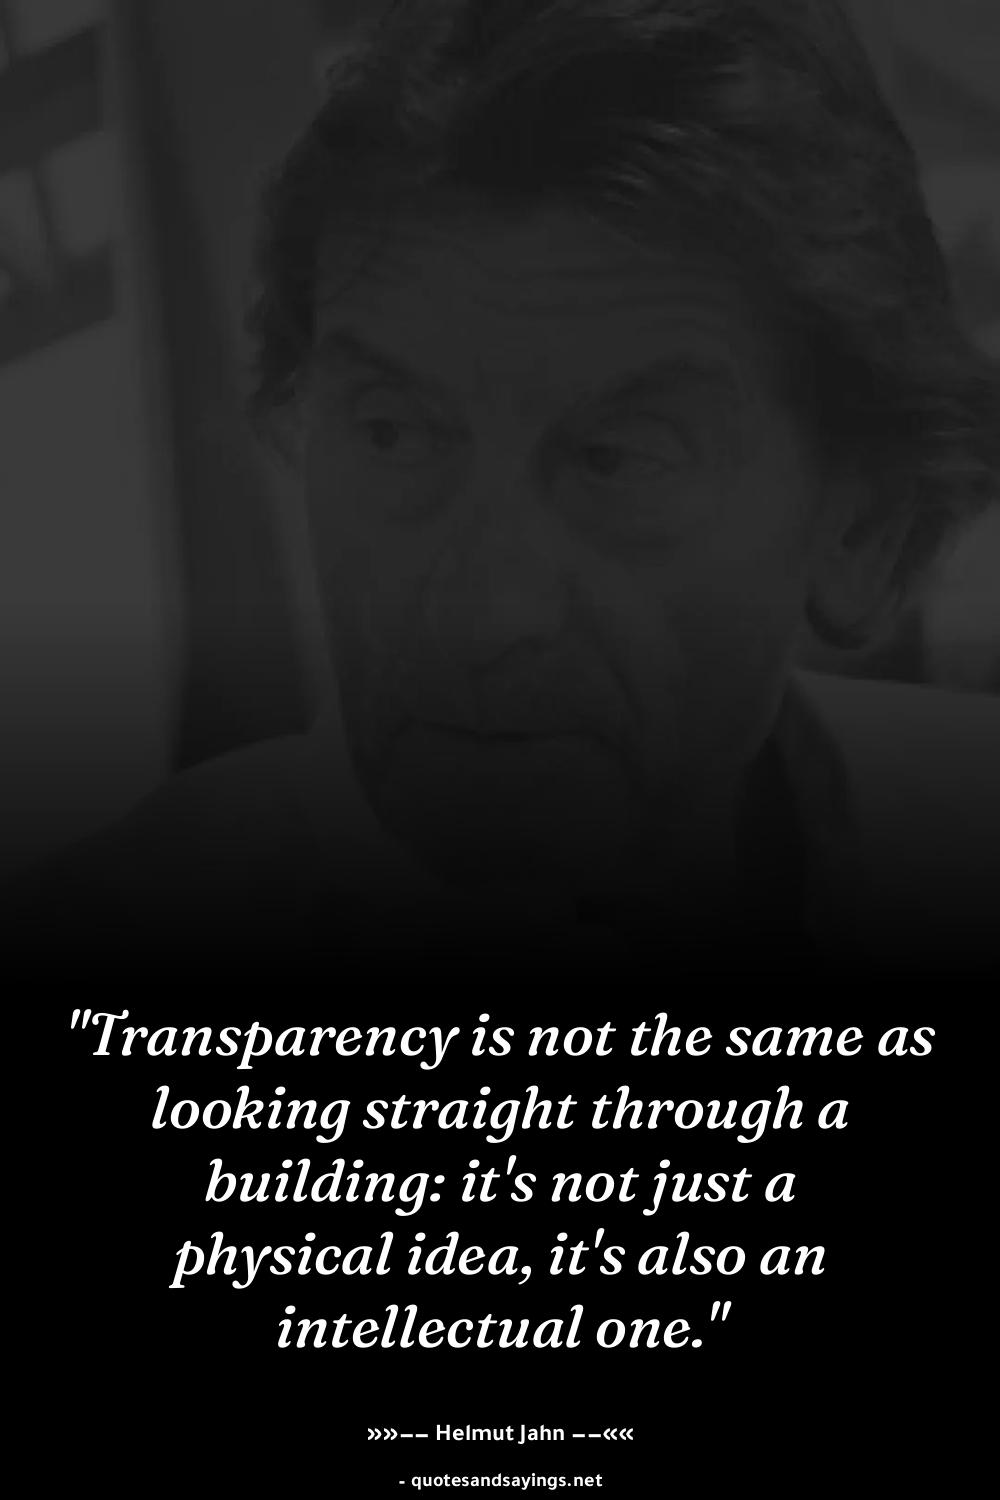 "Transparency is not the same as
looking straight through a
building: it's not just a
physical idea, it's also an
intellectual one."
»»−− Helmut Jahn −−««
- quotesandsayings.net